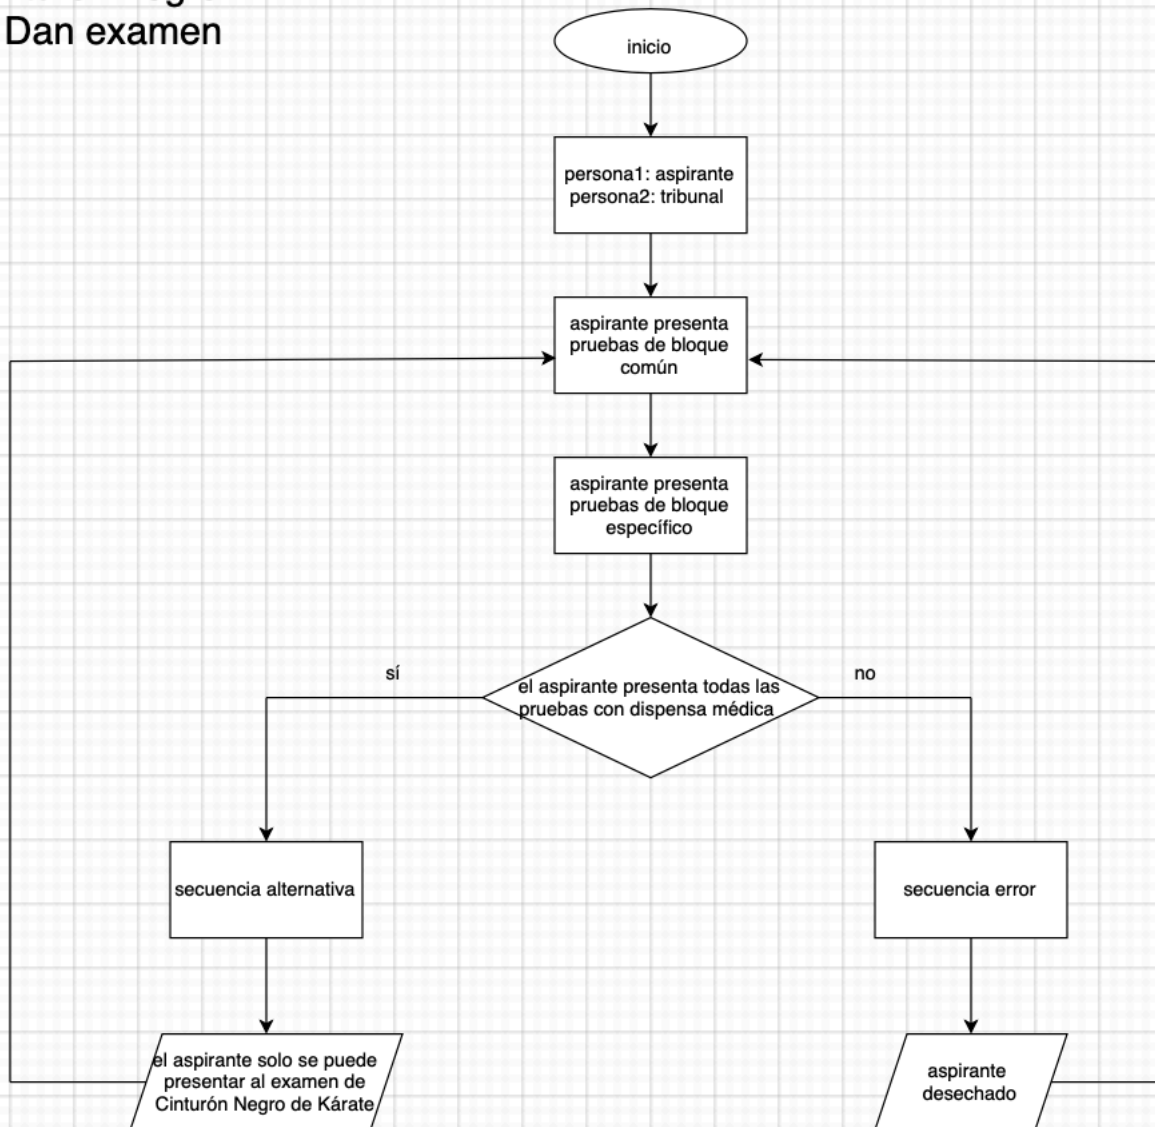 Dan examen
inicio
persona1: aspirante
persona2: tribunal
aspirante presenta
pruebas de bloque
común
aspirante presenta
pruebas de bloque
específico
sí
no
el aspirante presenta todas las
pruebas con dispensa médica
secuencia alternativa
secuencia error
el aspirante solo se puede
presentar al examen de
Cinturón Negro de Kárate
aspirante
desechado